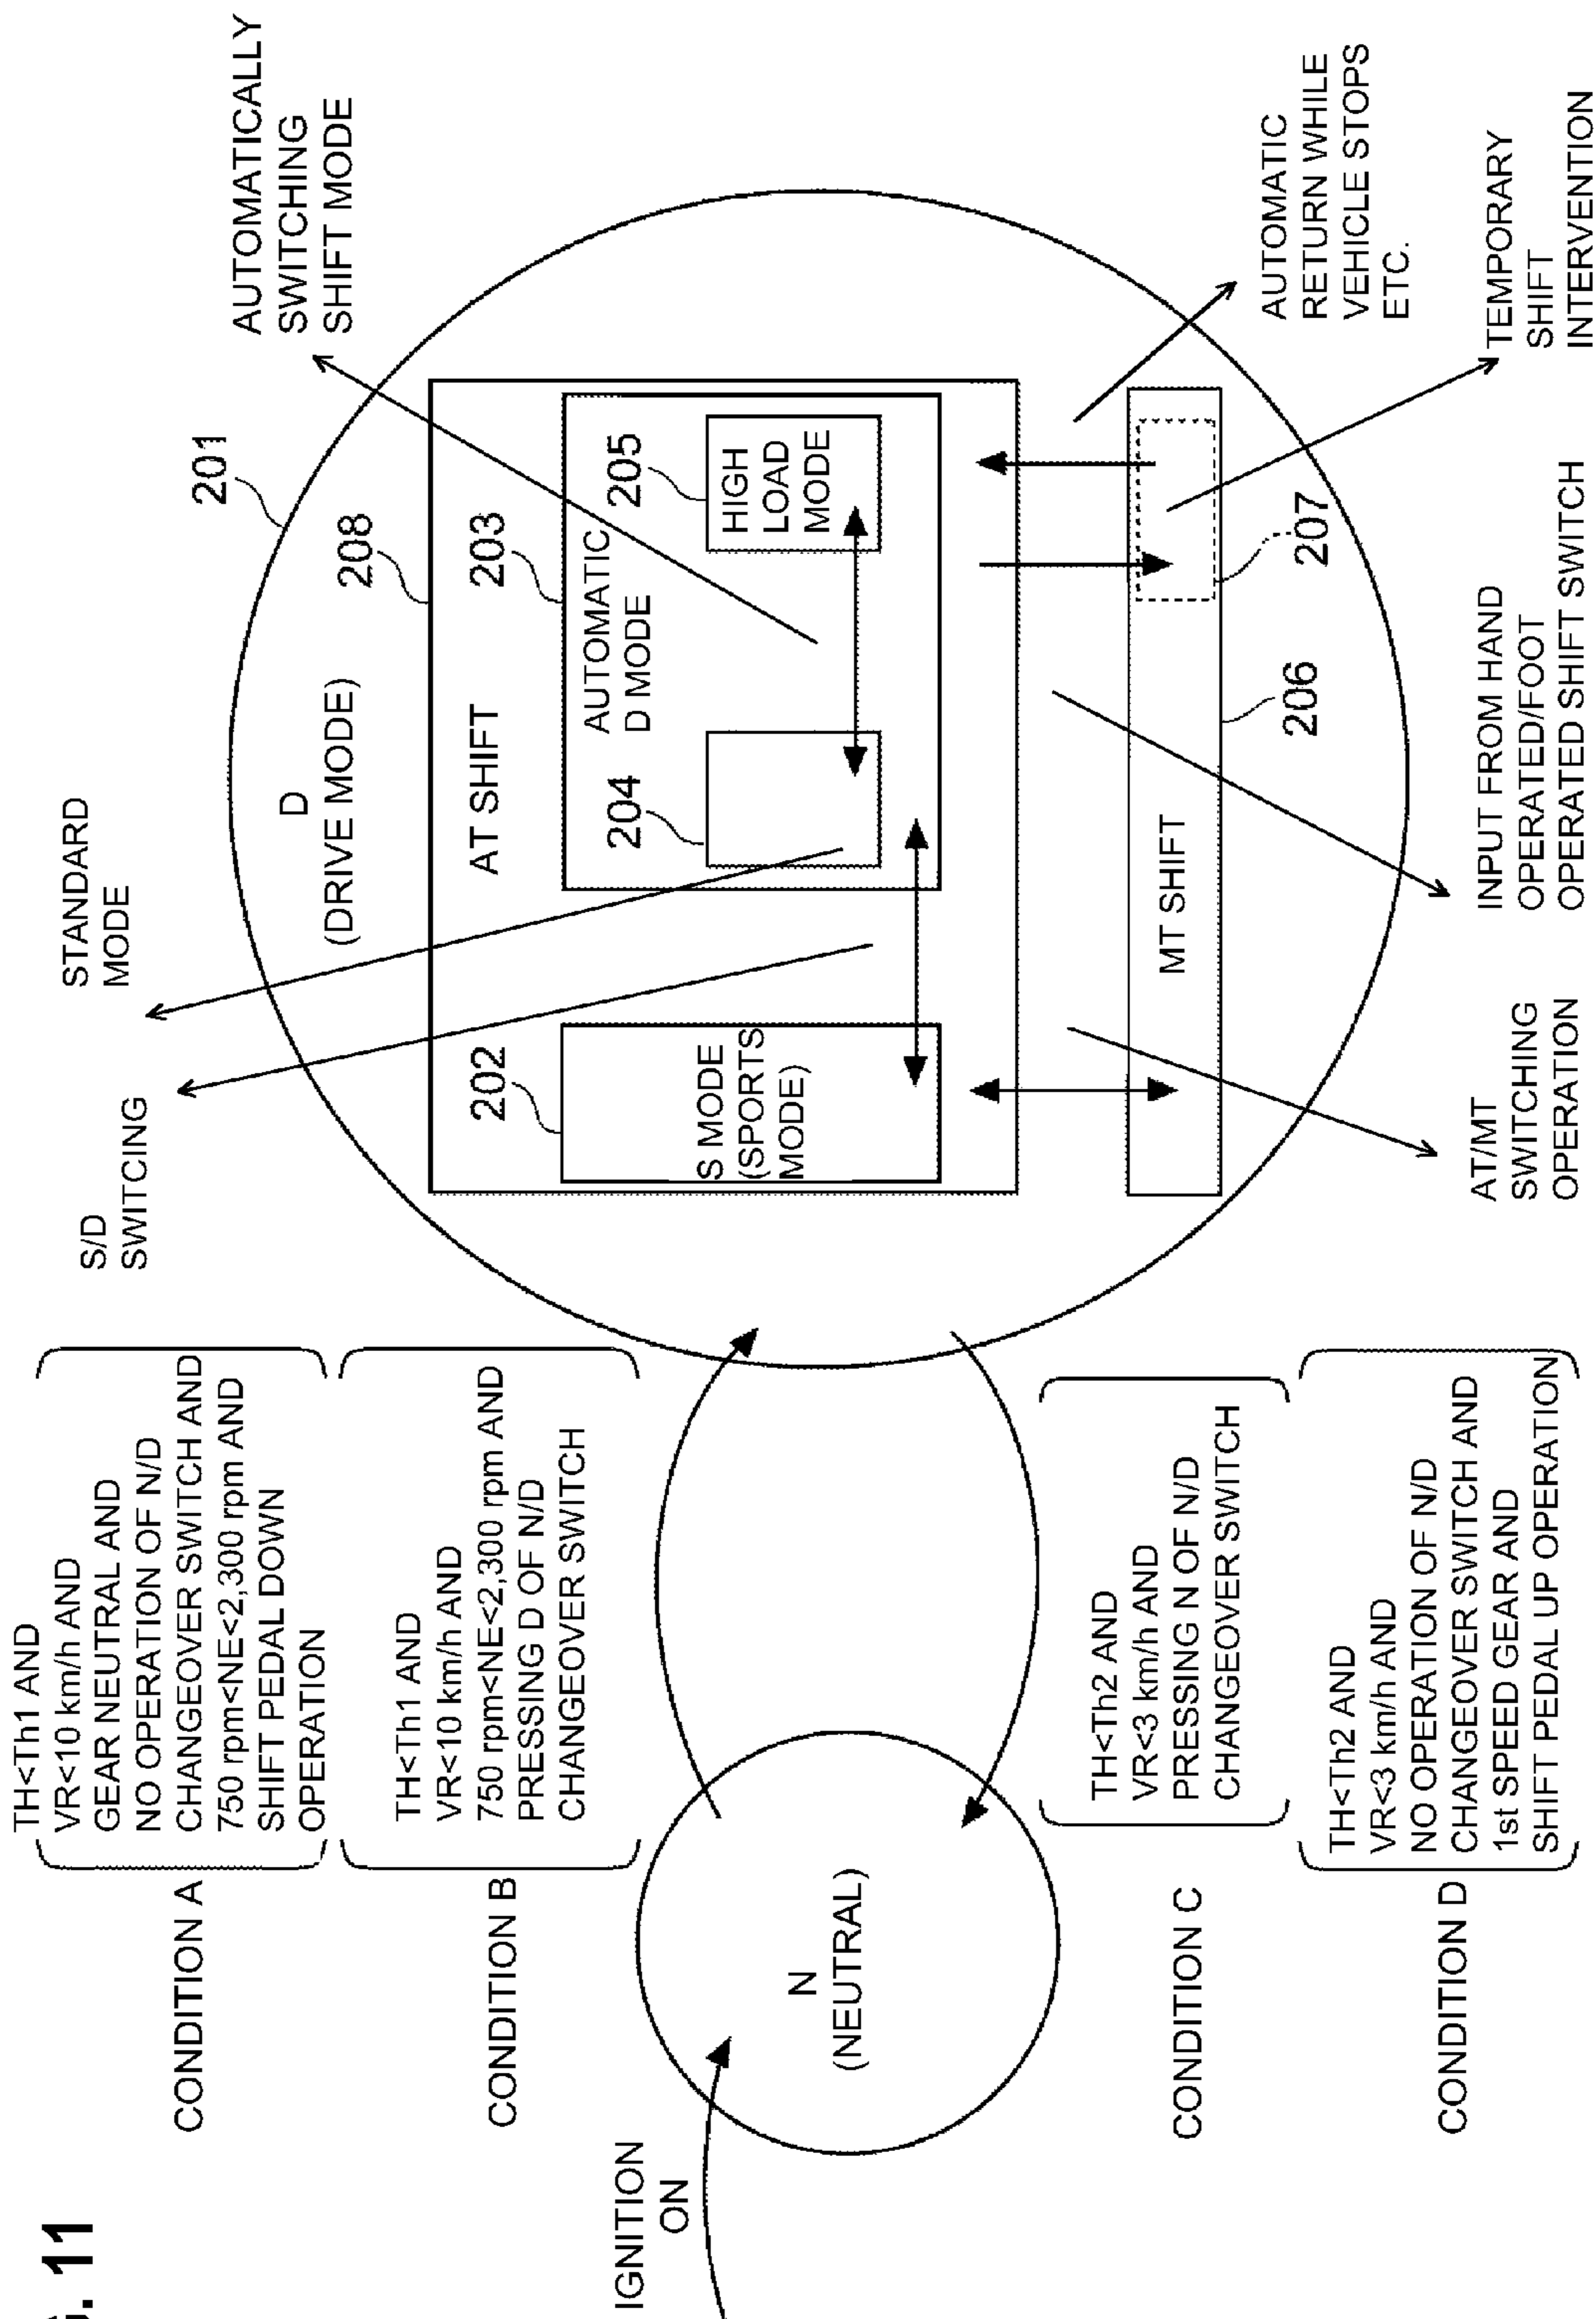 G. 11
IGNITION
ON
N
(NEUTRAL)
CONDITION A
TH<Th1 AND
VR<10 km/h AND
GEAR NEUTRAL AND
NO OPERATION OF N/D
CHANGEOVER SWITCH AND
750 rpm<NE<2,300 rpm AND
SHIFT PEDAL DOWN
OPERATION
CONDITION B
TH<Th1 AND
VR<10 km/h AND
750 rpm<NE<2,300 rpm AND
PRESSING D OF N/D
CHANGEOVER SWITCH
CONDITION C
TH<Th2 AND
VR<3 km/h AND
PRESSING N OF N/D
CHANGEOVER SWITCH
CONDITION D
TH<Th2 AND
VR<3 km/h AND
NO OPERATION OF N/D
CHANGEOVER SWITCH AND
1st SPEED GEAR AND
SHIFT PEDAL UP OPERATION
S/D
SWITCING
STANDARD
MODE
AUTOMATICALLY
SWITCHING
SHIFT MODE
201
D
(DRIVE MODE)
208
AT SHIFT
202
S MODE
(SPORTS
MODE)
203
AUTOMATIC
D MODE
204
205
HIGH
LOAD
MODE
MT SHIFT
206
207
AT/MT
SWITCHING
OPERATION
INPUT FROM HAND
OPERATED/FOOT
OPERATED SHIFT SWITCH
AUTOMATIC
RETURN WHILE
VEHICLE STOPS
ETC.
TEMPORARY
SHIFT
INTERVENTION